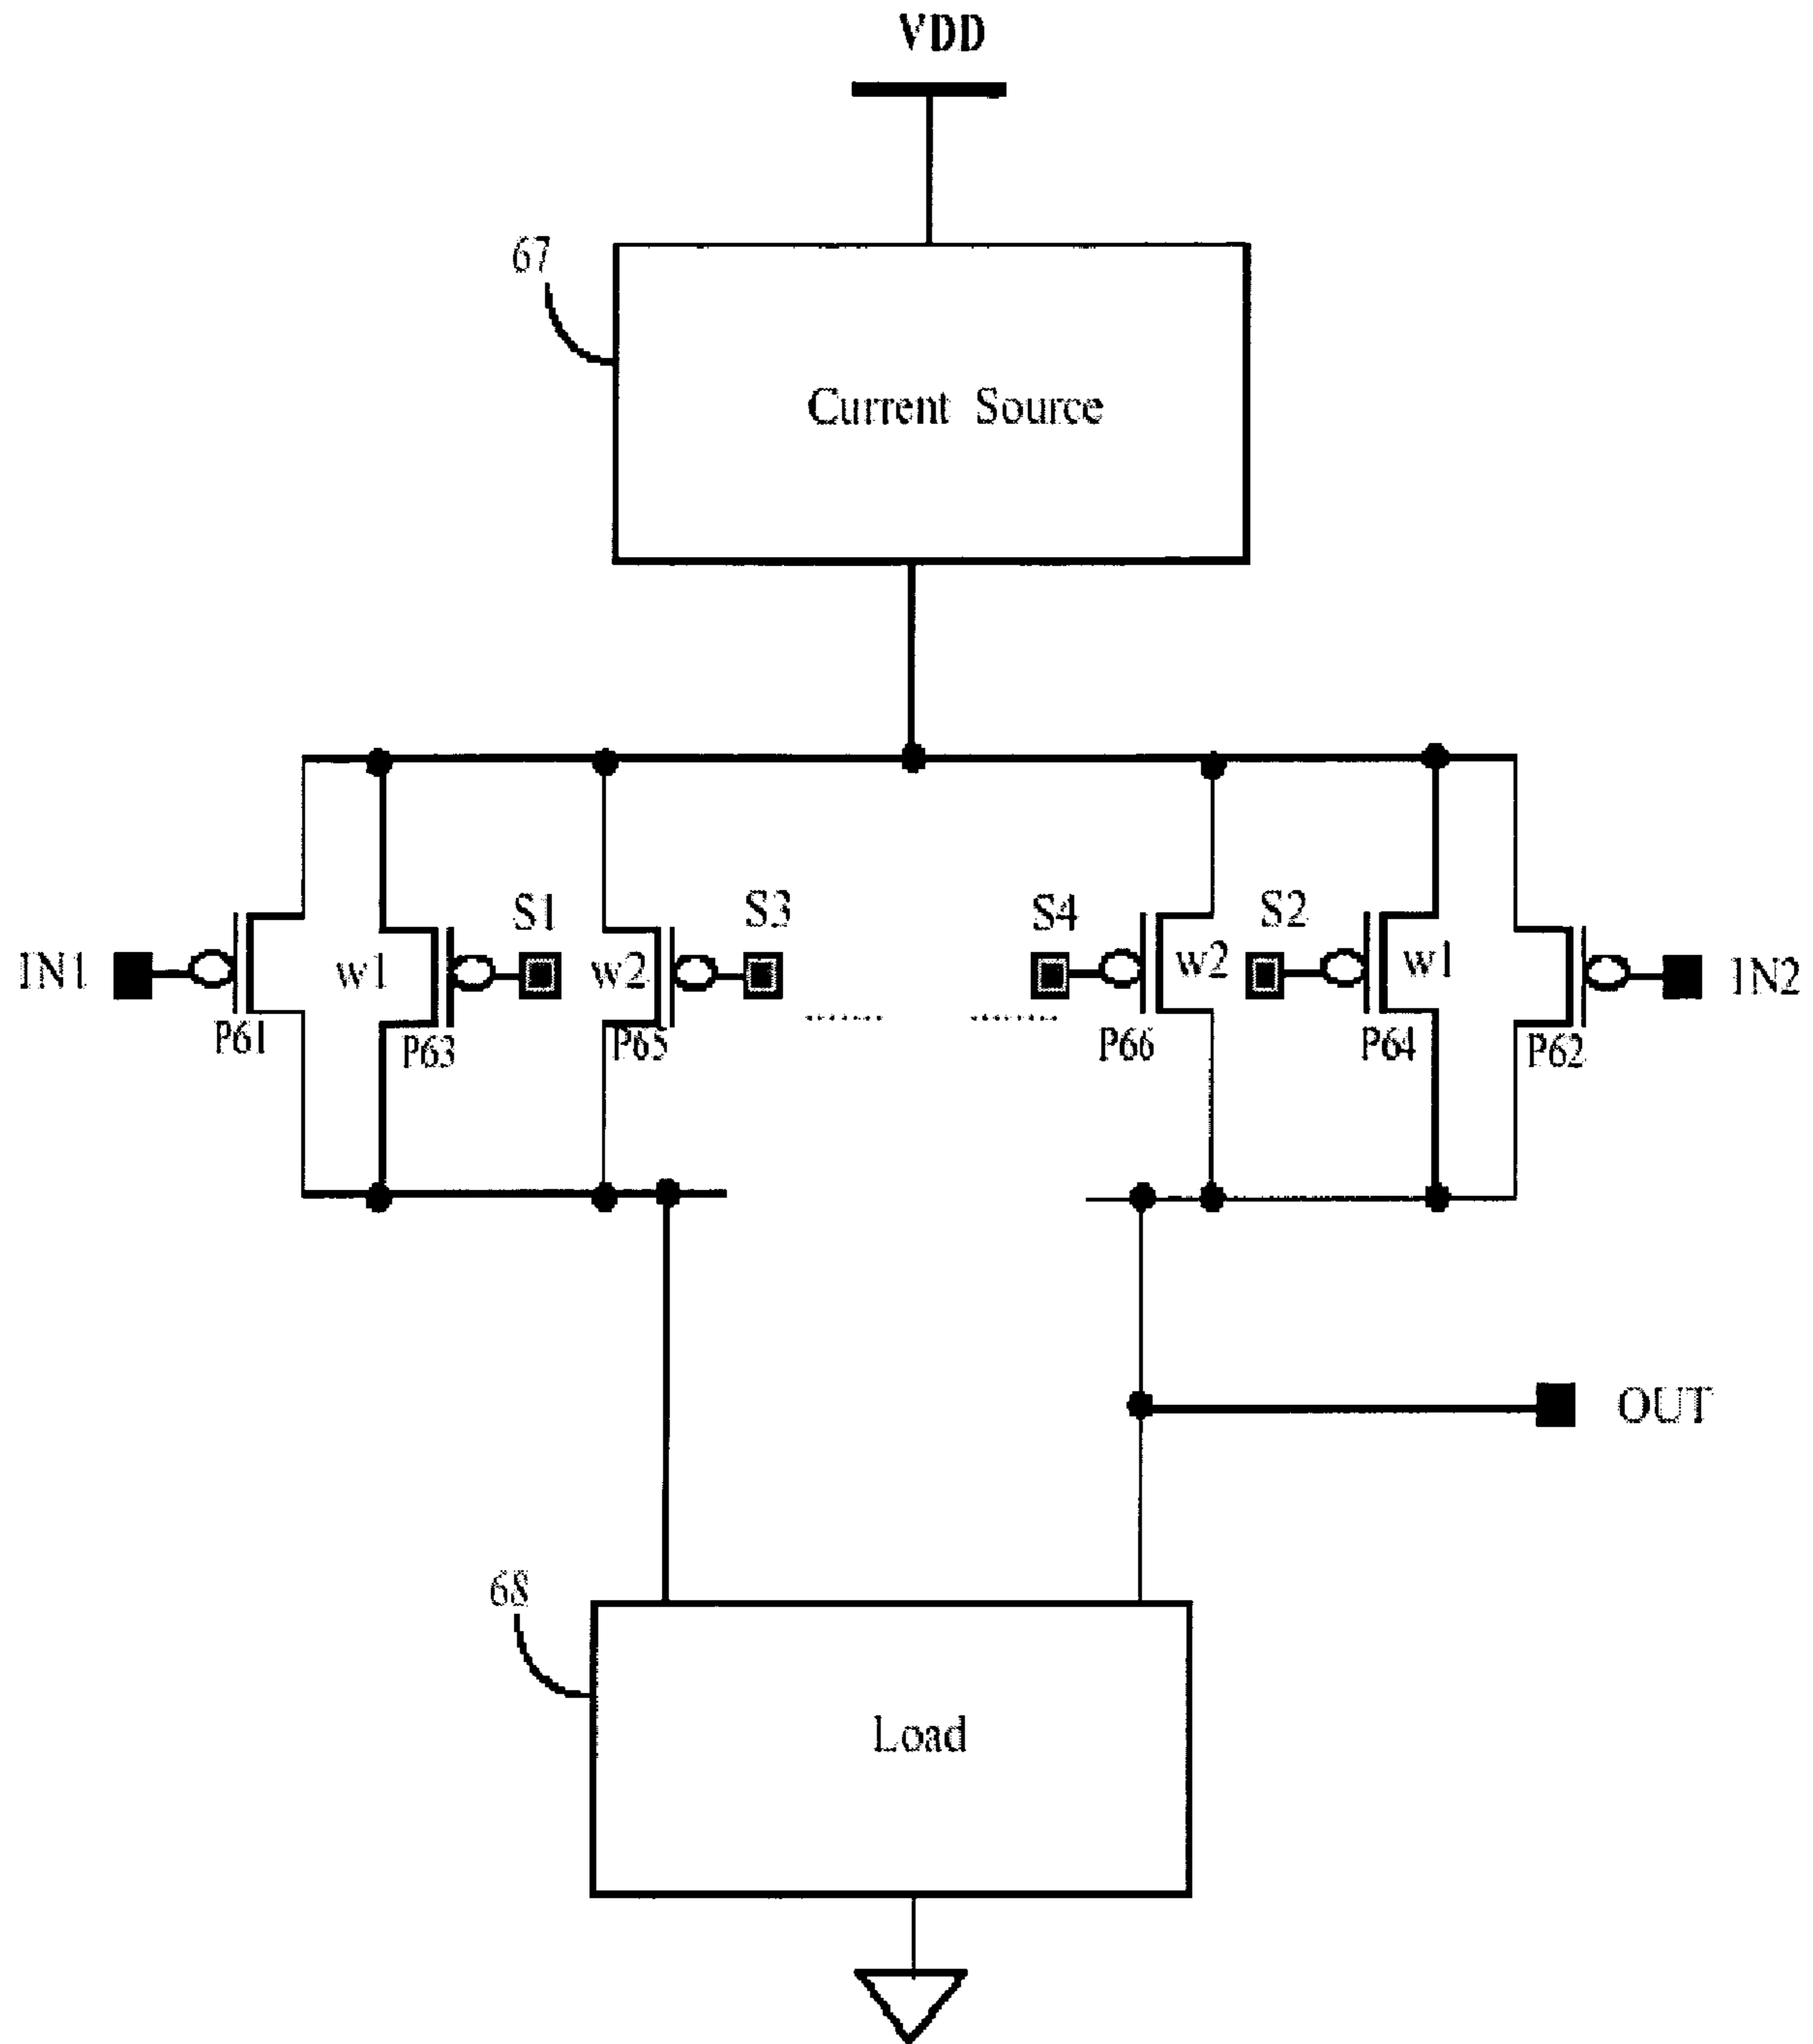 VDD
67
Current Source
S1 S3 S4 S2
IN1 w1 w2 w2 w1 IN2
P61 P63 P65 P66 P64 P62
OUT
68
Load